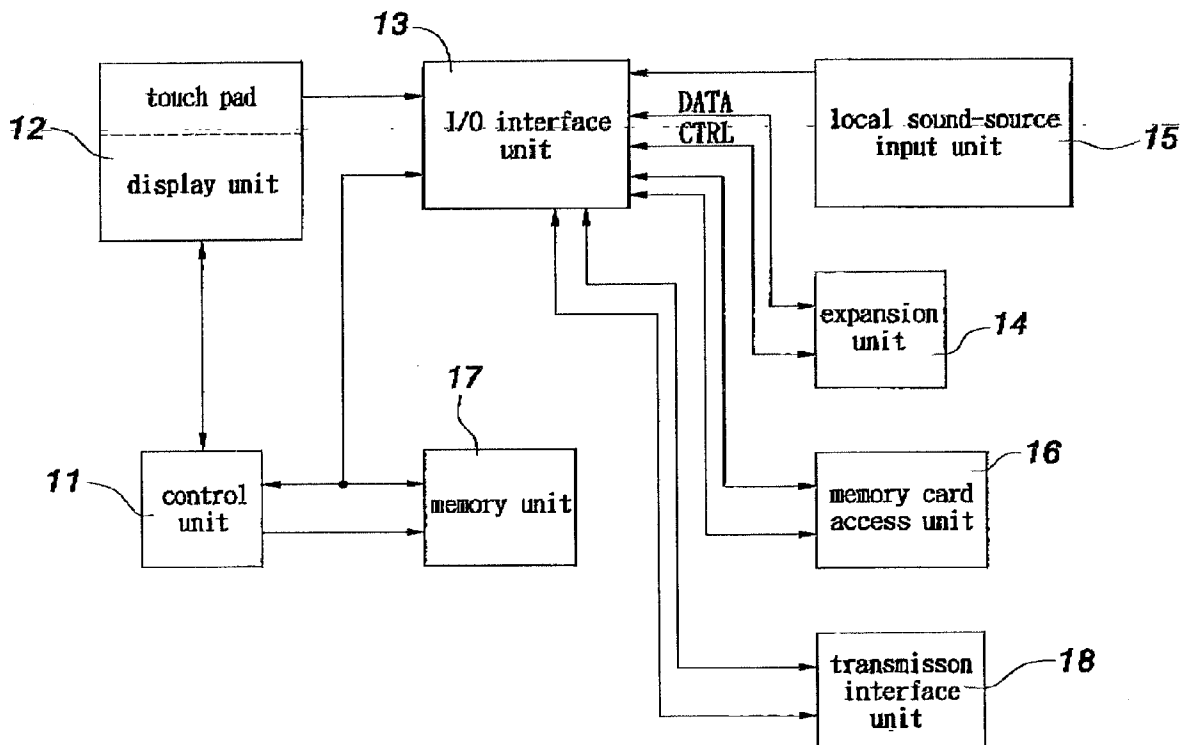 13
touch pad
12
display unit
I/O interface
unit
DATA
CTRL
local sound-source
input unit
15
expansion
unit
14
17
11
control
unit
memory unit
16
memory card
access unit
transmisson
interface
unit
18